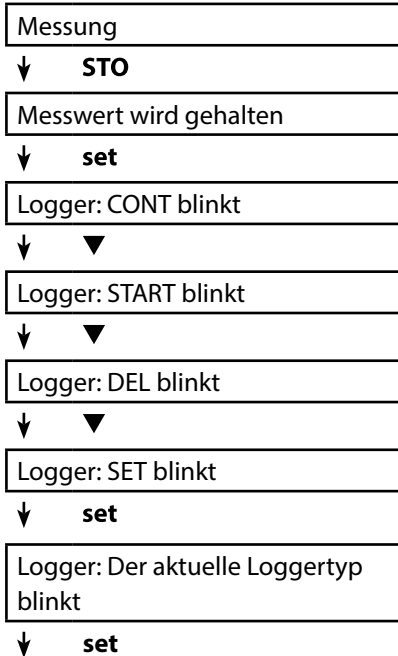 Messung
↓ STO
Messwert wird gehalten
↓ set
Logger: CONT blinkt
↓ ▼
Logger: START blinkt
↓ ▼
Logger: DEL blinkt
↓ ▼
Logger: SET blinkt
↓ set
Logger: Der aktuelle Loggertyp
blinkt
↓ set